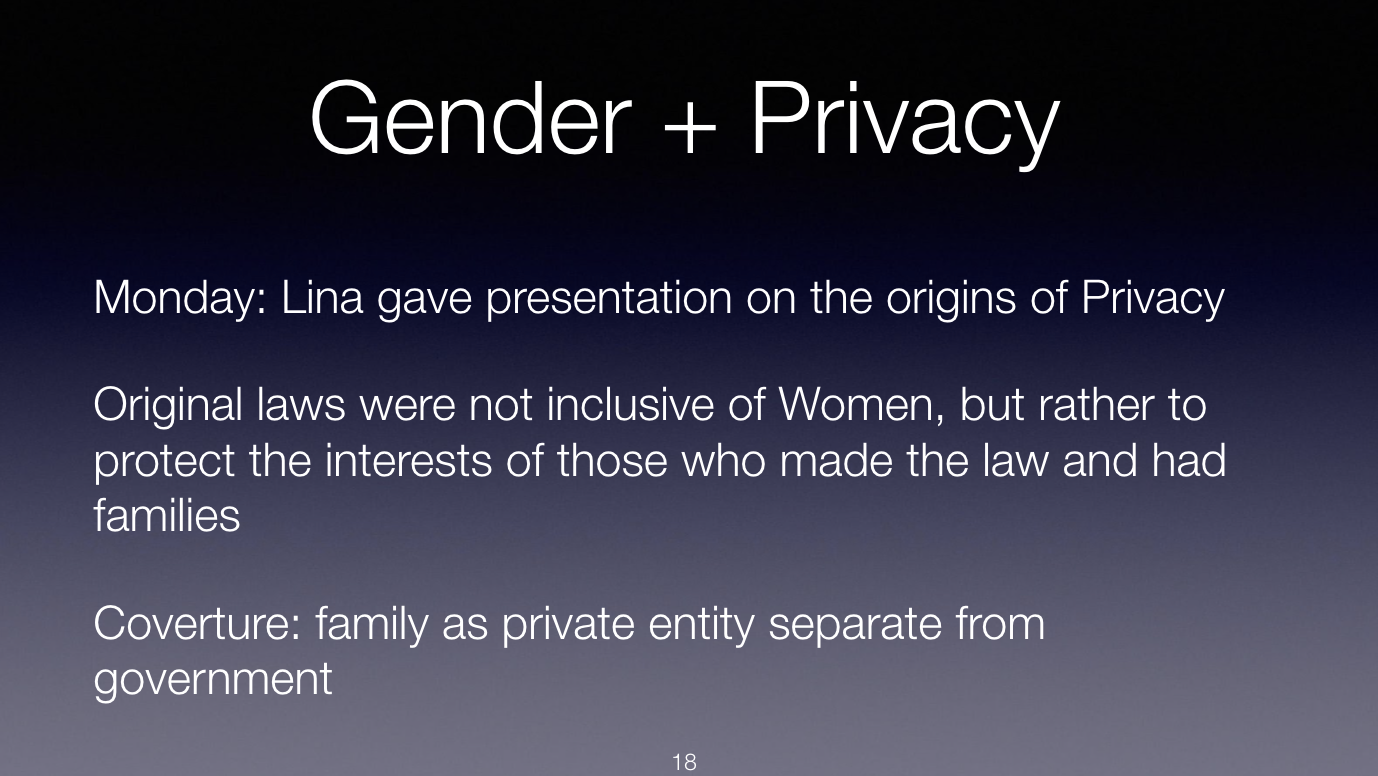 Gender + Privacy
Monday: Lina gave presentation on the origins of Privacy
Original laws were not inclusive of Women, but rather to
protect the interests of those who made the law and had
families
Coverture: family as private entity separate from
government
18